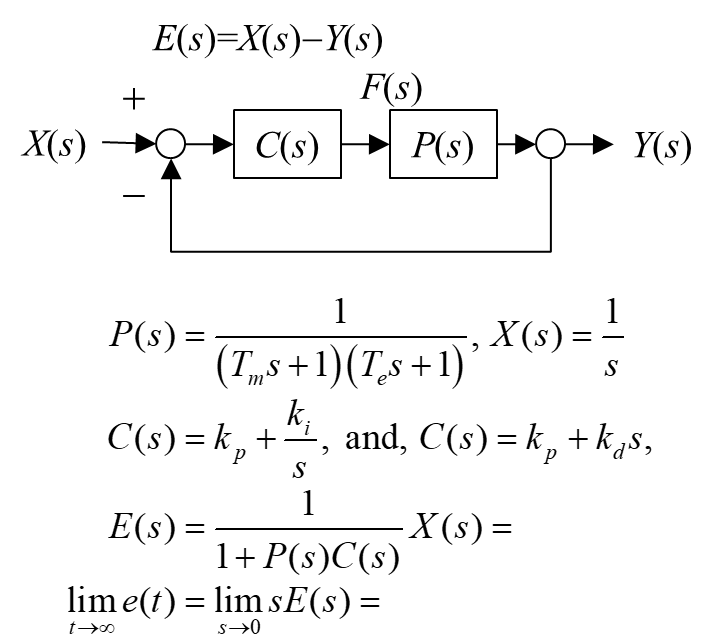 E(s)=X(s)−Y(s)
+ F(s)
X(s) C(s) P(s) Y(s)
−
P(s) = 1/((T_m s+1)(T_e s+1)), X(s) = 1/s
C(s) = k_p + k_i/s, and, C(s) = k_p + k_d s,
E(s) = 1/(1+P(s)C(s)) X(s) =
lim_{t→∞} e(t) = lim_{s→0} sE(s) =